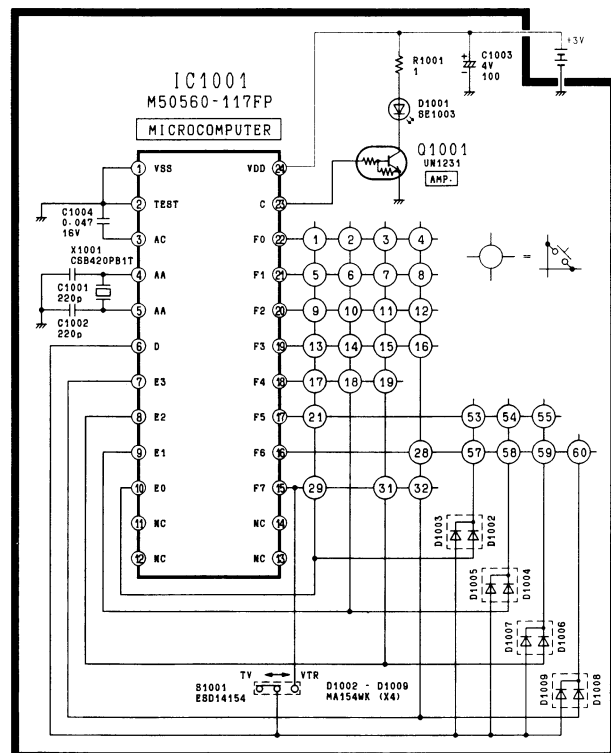 +3V
R1001
1
C1003
4V
100
IC1001
M50560-117FP
MICROCOMPUTER
D1001
SE1003
Q1001
UN1231
AMP.
1 VSS VDD 24
2 TEST C 23
C1004
0.047
16V
3 AC F0 22 1 2 3 4
X1001
CSB420PB1T
4 AA F1 21 5 6 7 8
=
C1001
220p
5 AA F2 20 9 10 11 12
C1002
220p
6 D F3 19 13 14 15 16
7 E3 F4 18 17 18 19
8 E2 F5 17 21 53 54 55
9 E1 F6 16 28 57 58 59 60
10 E0 F7 15 29 31 32
11 NC NC 14
12 NC NC 13
D1003 D1002
D1005 D1004
D1007 D1006
D1009 D1008
TV VTR
S1001
ESD14154
D1002 - D1009
MA154WK (X4)